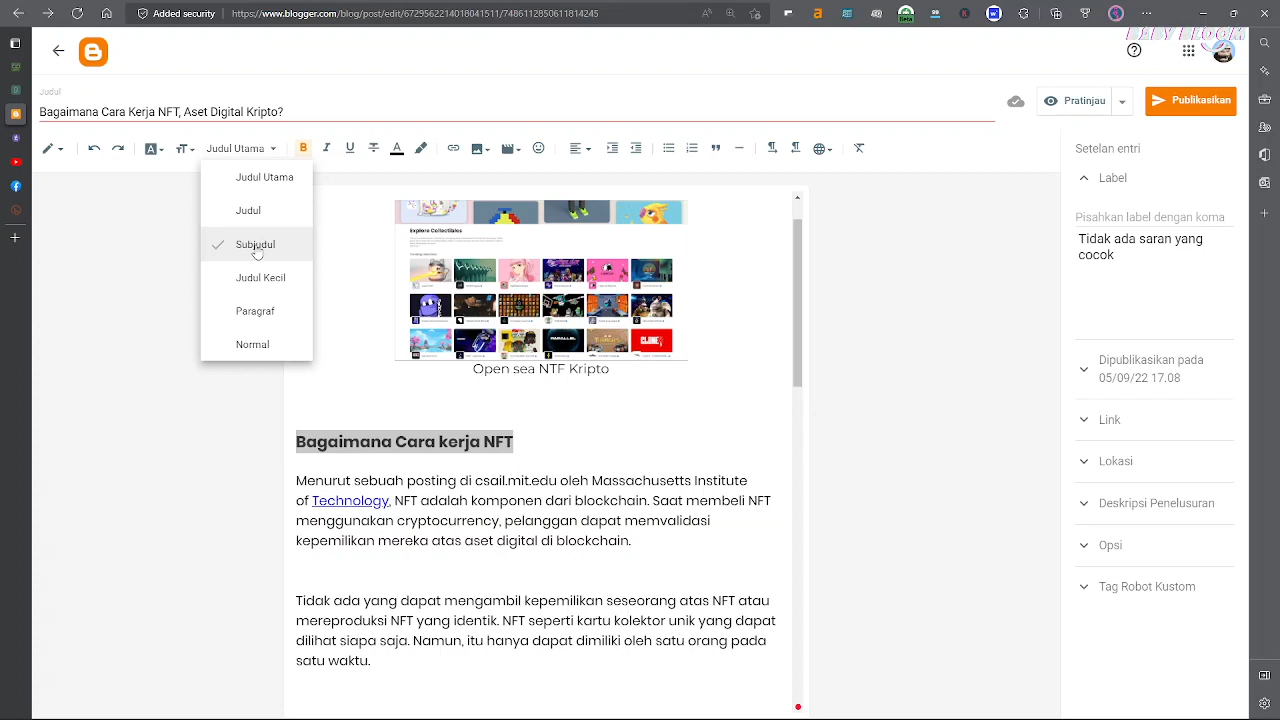 Added security
https://www.blogger.com/blog/post/edit/6729562214018041511/7486112850611814245
Beta
Judul
Bagaimana Cara Kerja NFT, Aset Digital Kripto?
Pratinjau
Publikasikan
Judul Utama
Judul Utama
Judul
Subjudul
Judul Kecil
Paragraf
Normal
Explore Collectibles
PARALLEL
CLONE
Open sea NTF Kripto
Bagaimana Cara kerja NFT
Menurut sebuah posting di csail.mit.edu oleh Massachusetts Institute
of Technology, NFT adalah komponen dari blockchain. Saat membeli NFT
menggunakan cryptocurrency, pelanggan dapat memvalidasi
kepemilikan mereka atas aset digital di blockchain.
Tidak ada yang dapat mengambil kepemilikan seseorang atas NFT atau
mereproduksi NFT yang identik. NFT seperti kartu kolektor unik yang dapat
dilihat siapa saja. Namun, itu hanya dapat dimiliki oleh satu orang pada
satu waktu.
Setelan entri
Label
Pisahkan label dengan koma
Tidak ada saran yang
cocok
Dipublikasikan pada
05/09/22 17.08
Link
Lokasi
Deskripsi Penelusuran
Opsi
Tag Robot Kustom